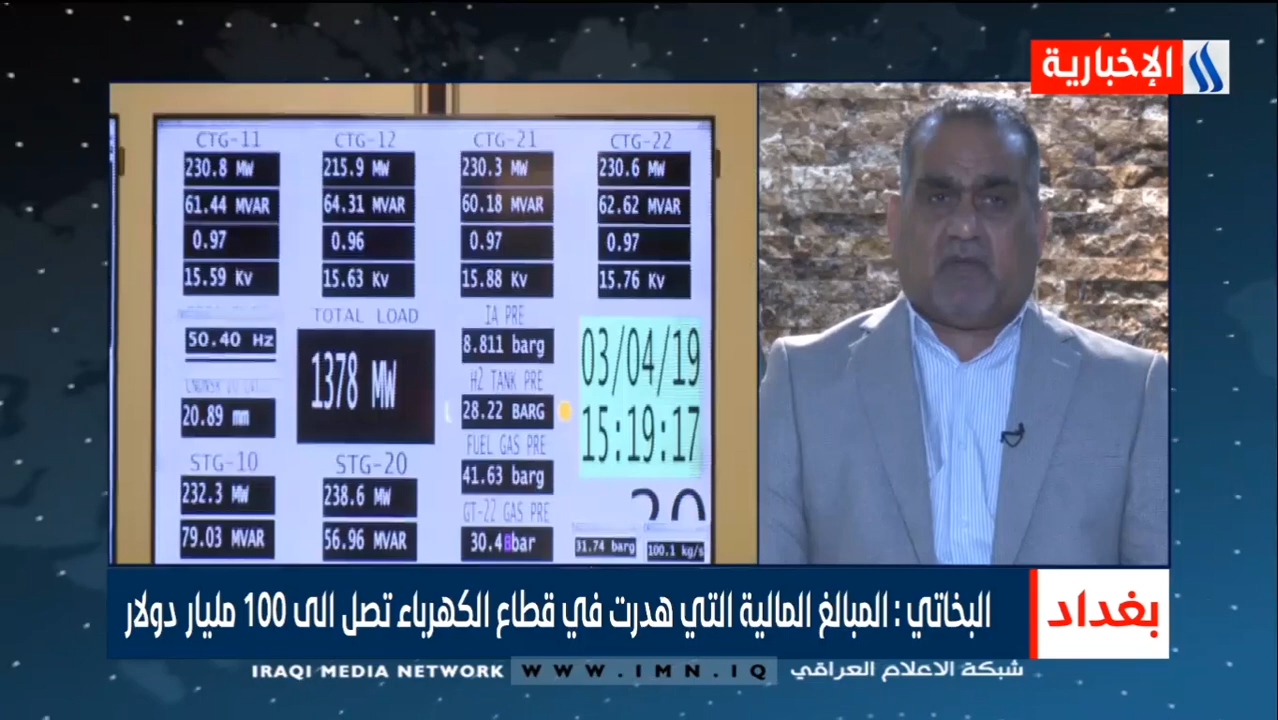 الإخبارية
CTG-11 CTG-12 CTG-21 CTG-22
230.8 MW 215.9 MW 230.3 MW 230.6 MW
61.44 MVAR 64.31 MVAR 60.18 MVAR 62.62 MVAR
0.97 0.96 0.97 0.97
15.59 Kv 15.63 Kv 15.88 Kv 15.76 Kv
50.40 Hz
20.89 mm
TOTAL LOAD
1378 MW
IA PRE
8.811 barg
H2 TANK PRE
28.22 BARG
FUEL GAS PRE
41.63 barg
GT-22 GAS PRE
30.4 bar
03/04/19
15:19:17
20
31.74 barg 100.1 kg/s
STG-10 STG-20
232.3 MW 238.6 MW
79.03 MVAR 56.96 MVAR
بغداد
البخاتي : المبالغ المالية التي هدرت في قطاع الكهرباء تصل الى 100 مليار دولار
IRAQI MEDIA NETWORK WWW.IMN.IQ شبكة الاعلام العراقي